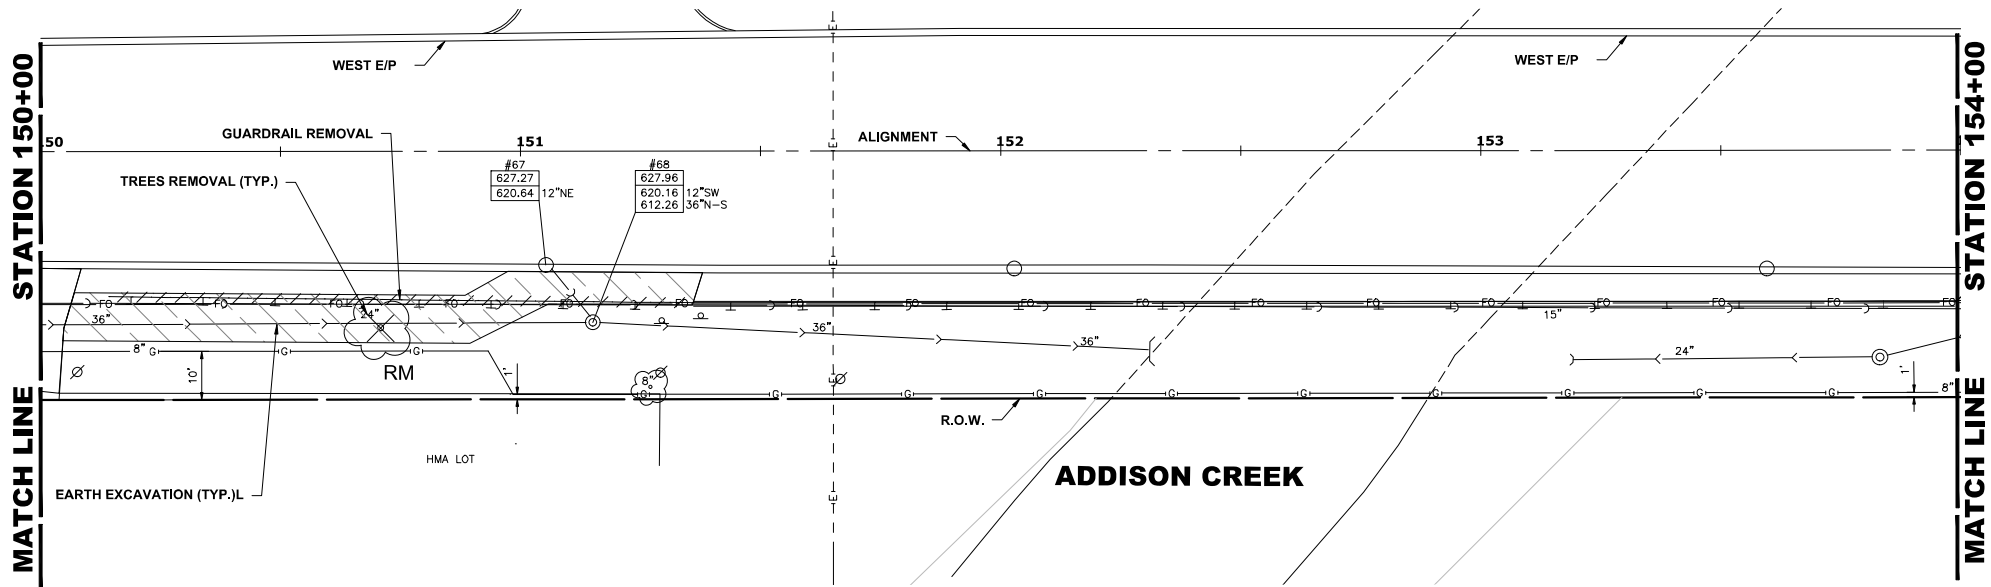 WEST E/P
WEST E/P
MATCH LINE STATION 150+00
MATCH LINE STATION 154+00
GUARDRAIL REMOVAL
ALIGNMENT
150
151
152
153
#67
627.27
620.64 12"NE
#68
627.96
620.16 12"SW
612.26 36"N-S
TREES REMOVAL (TYP.)
E
E
E
FO FO FO FO FO FO FO FO FO FO FO FO FO FO FO FO FO
36"
24"
36"
36"
15"
24"
8" G G G
10'
RM
1'
8"
E
1'
8"
G G G G G G G G G G
R.O.W.
HMA LOT
ADDISON CREEK
EARTH EXCAVATION (TYP.)L
E